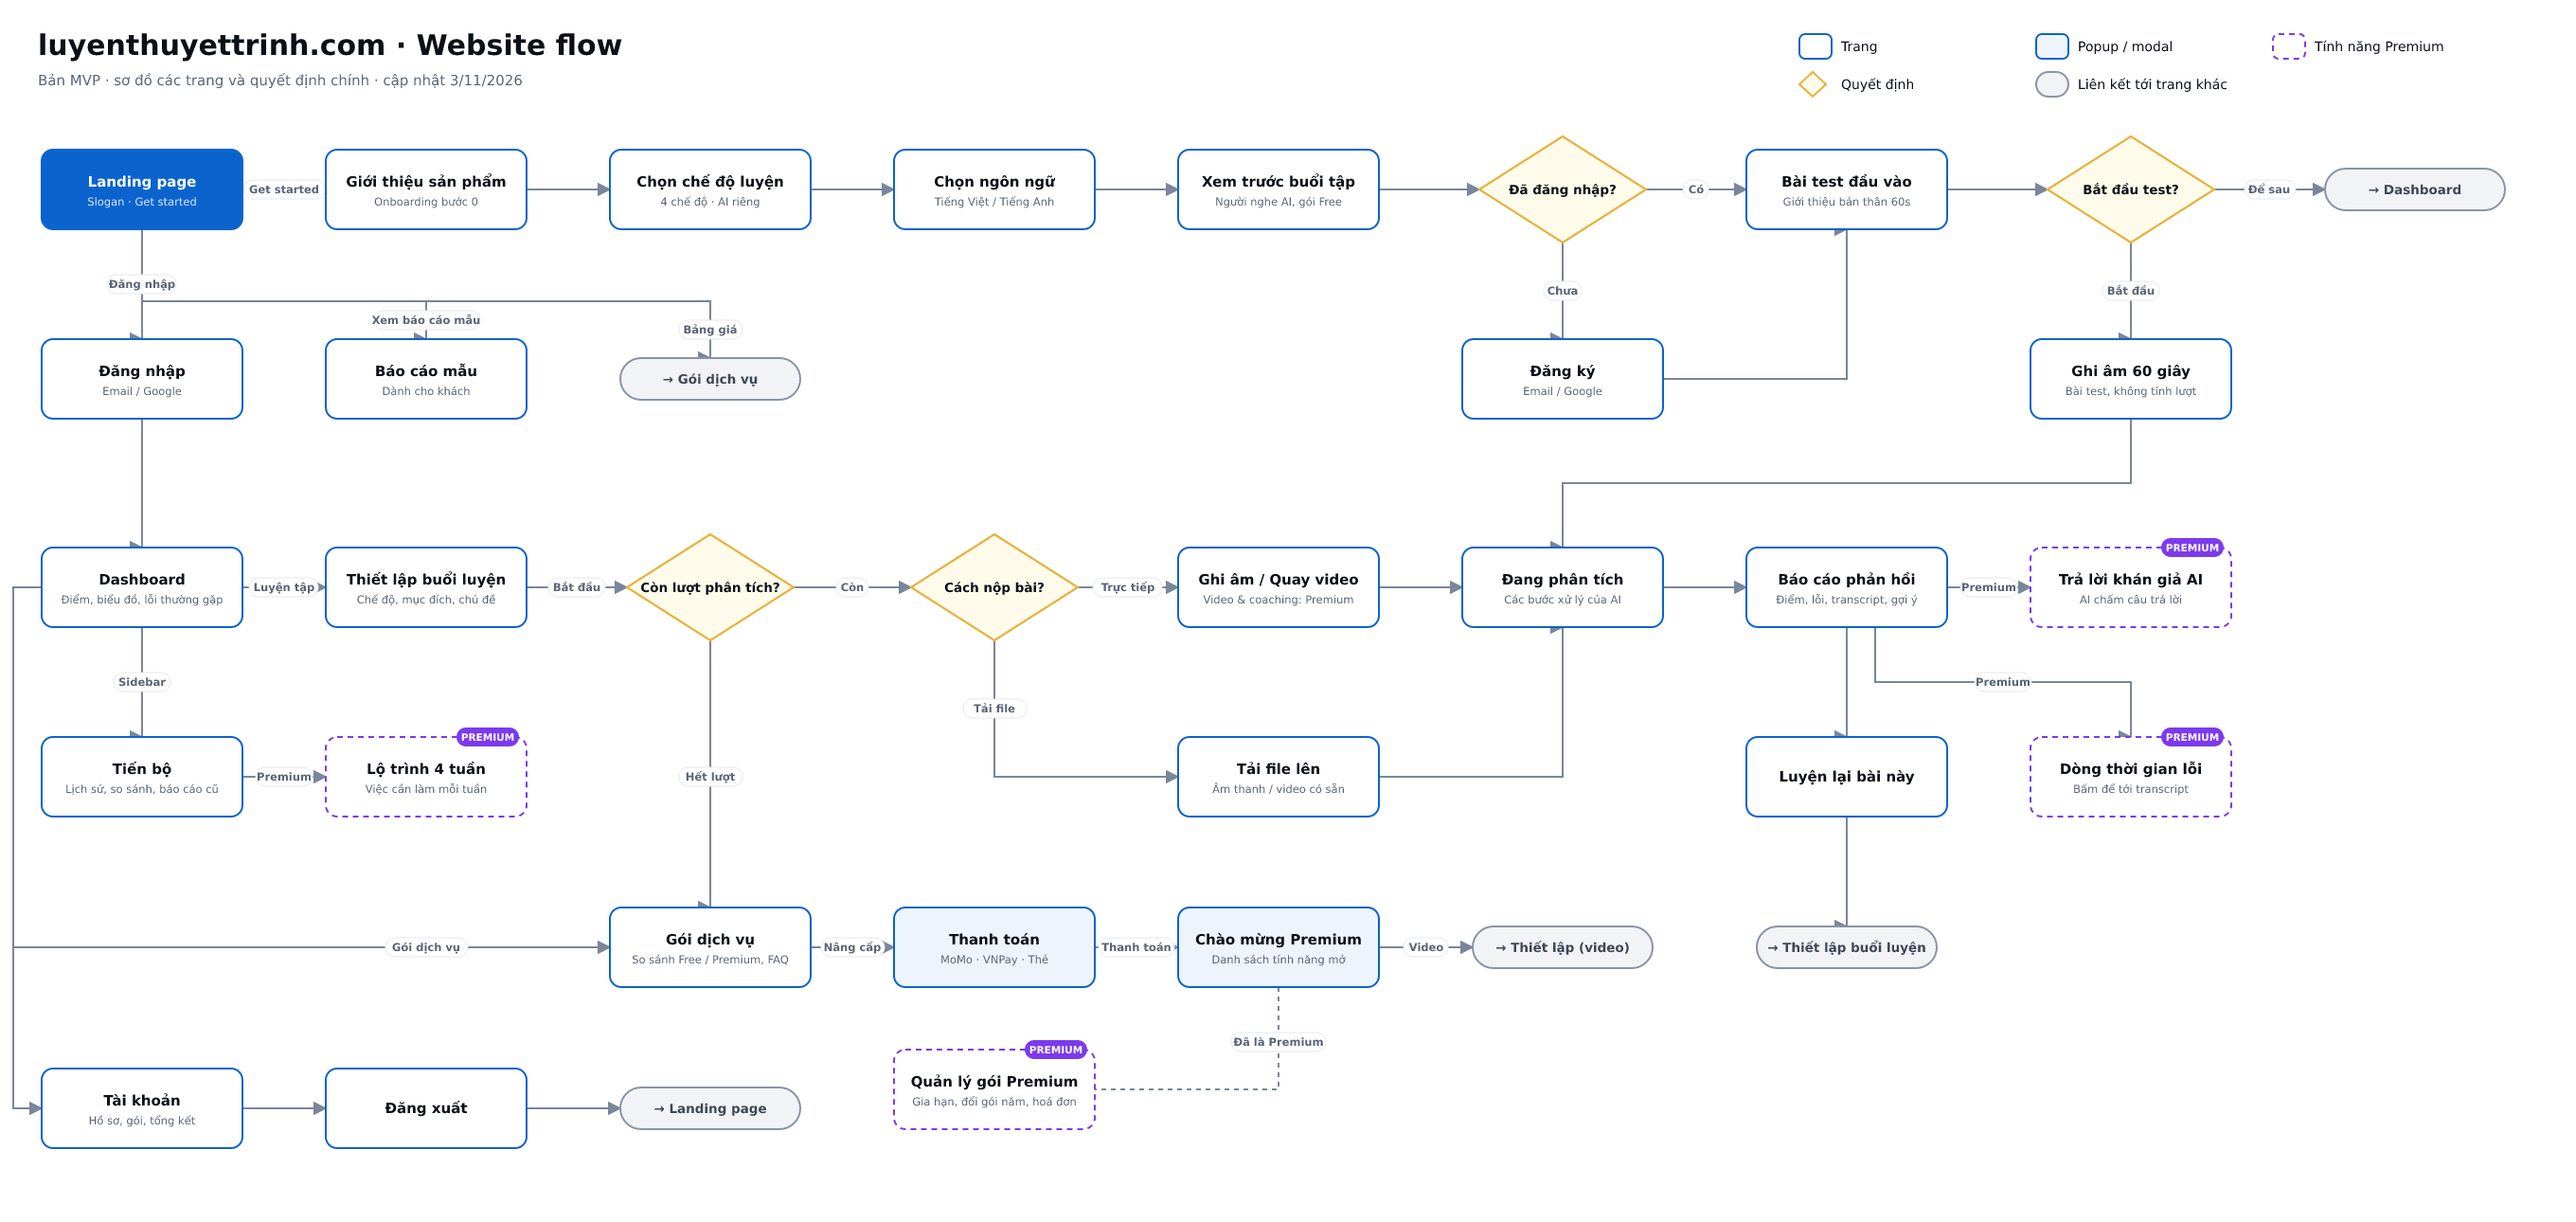 luyenthuyettrinh.com · Website flow
Bản MVP · sơ đồ các trang và quyết định chính · cập nhật 3/11/2026
Trang
Popup / modal
Tính năng Premium
Quyết định
Liên kết tới trang khác
Landing page
Slogan · Get started
Get started
Giới thiệu sản phẩm
Onboarding bước 0
Chọn chế độ luyện
4 chế độ · AI riêng
Chọn ngôn ngữ
Tiếng Việt / Tiếng Anh
Xem trước buổi tập
Người nghe AI, gói Free
Đã đăng nhập?
Có
Bài test đầu vào
Giới thiệu bản thân 60s
Bắt đầu test?
Để sau
→ Dashboard
Đăng nhập
Xem báo cáo mẫu
Bảng giá
Chưa
Bắt đầu
Đăng nhập
Email / Google
Báo cáo mẫu
Dành cho khách
→ Gói dịch vụ
Đăng ký
Email / Google
Ghi âm 60 giây
Bài test, không tính lượt
Dashboard
Điểm, biểu đồ, lỗi thường gặp
Luyện tập
Thiết lập buổi luyện
Chế độ, mục đích, chủ đề
Bắt đầu
Còn lượt phân tích?
Còn
Cách nộp bài?
Trực tiếp
Ghi âm / Quay video
Video & coaching: Premium
Đang phân tích
Các bước xử lý của AI
Báo cáo phản hồi
Điểm, lỗi, transcript, gợi ý
Premium
PREMIUM
Trả lời khán giả AI
AI chấm câu trả lời
Sidebar
Tải file
Premium
Tiến bộ
Lịch sử, so sánh, báo cáo cũ
Premium
PREMIUM
Lộ trình 4 tuần
Việc cần làm mỗi tuần
Hết lượt
Tải file lên
Âm thanh / video có sẵn
Luyện lại bài này
PREMIUM
Dòng thời gian lỗi
Bấm để tới transcript
Gói dịch vụ
Gói dịch vụ
So sánh Free / Premium, FAQ
Nâng cấp
Thanh toán
MoMo · VNPay · Thẻ
Thanh toán
Chào mừng Premium
Danh sách tính năng mở
Video
→ Thiết lập (video)
→ Thiết lập buổi luyện
Đã là Premium
PREMIUM
Quản lý gói Premium
Gia hạn, đổi gói năm, hoá đơn
Tài khoản
Hồ sơ, gói, tổng kết
Đăng xuất
→ Landing page